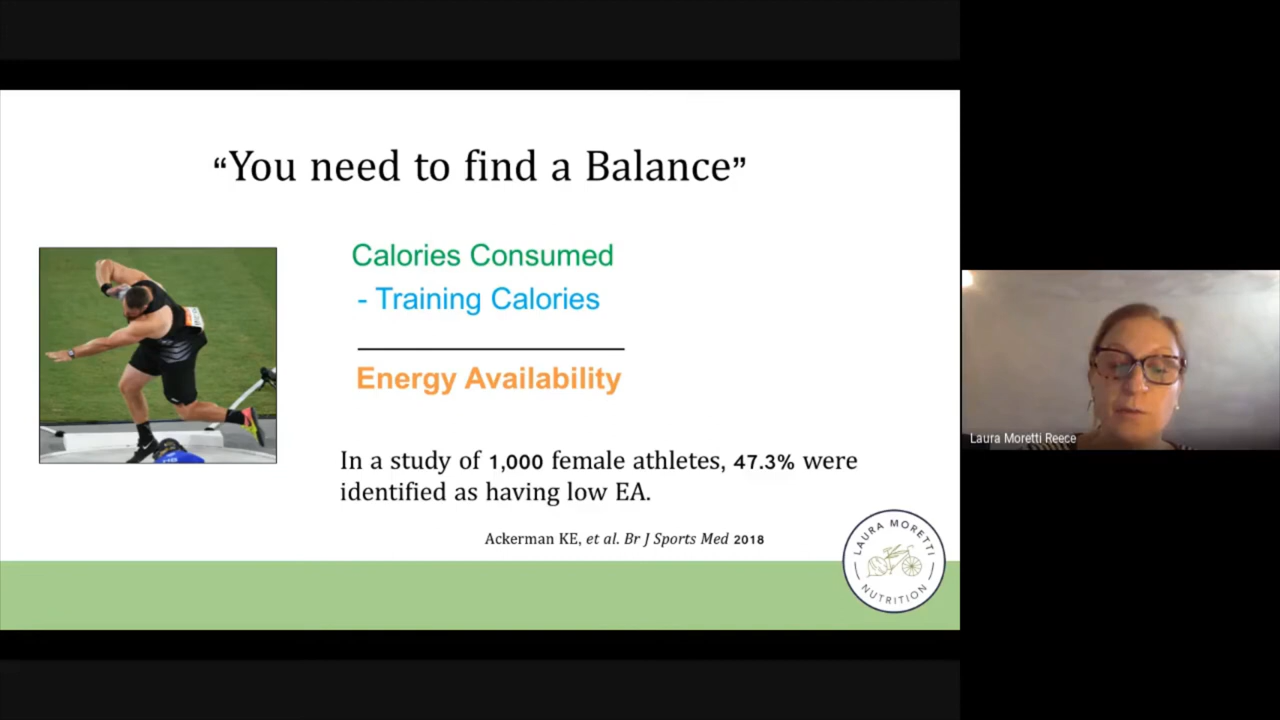 “You need to find a Balance”
Calories Consumed
- Training Calories
Energy Availability
In a study of 1,000 female athletes, 47.3% were
identified as having low EA.
Ackerman KE, et al. Br J Sports Med 2018
LAURA MORETTI
NUTRITION
Laura Moretti Reece